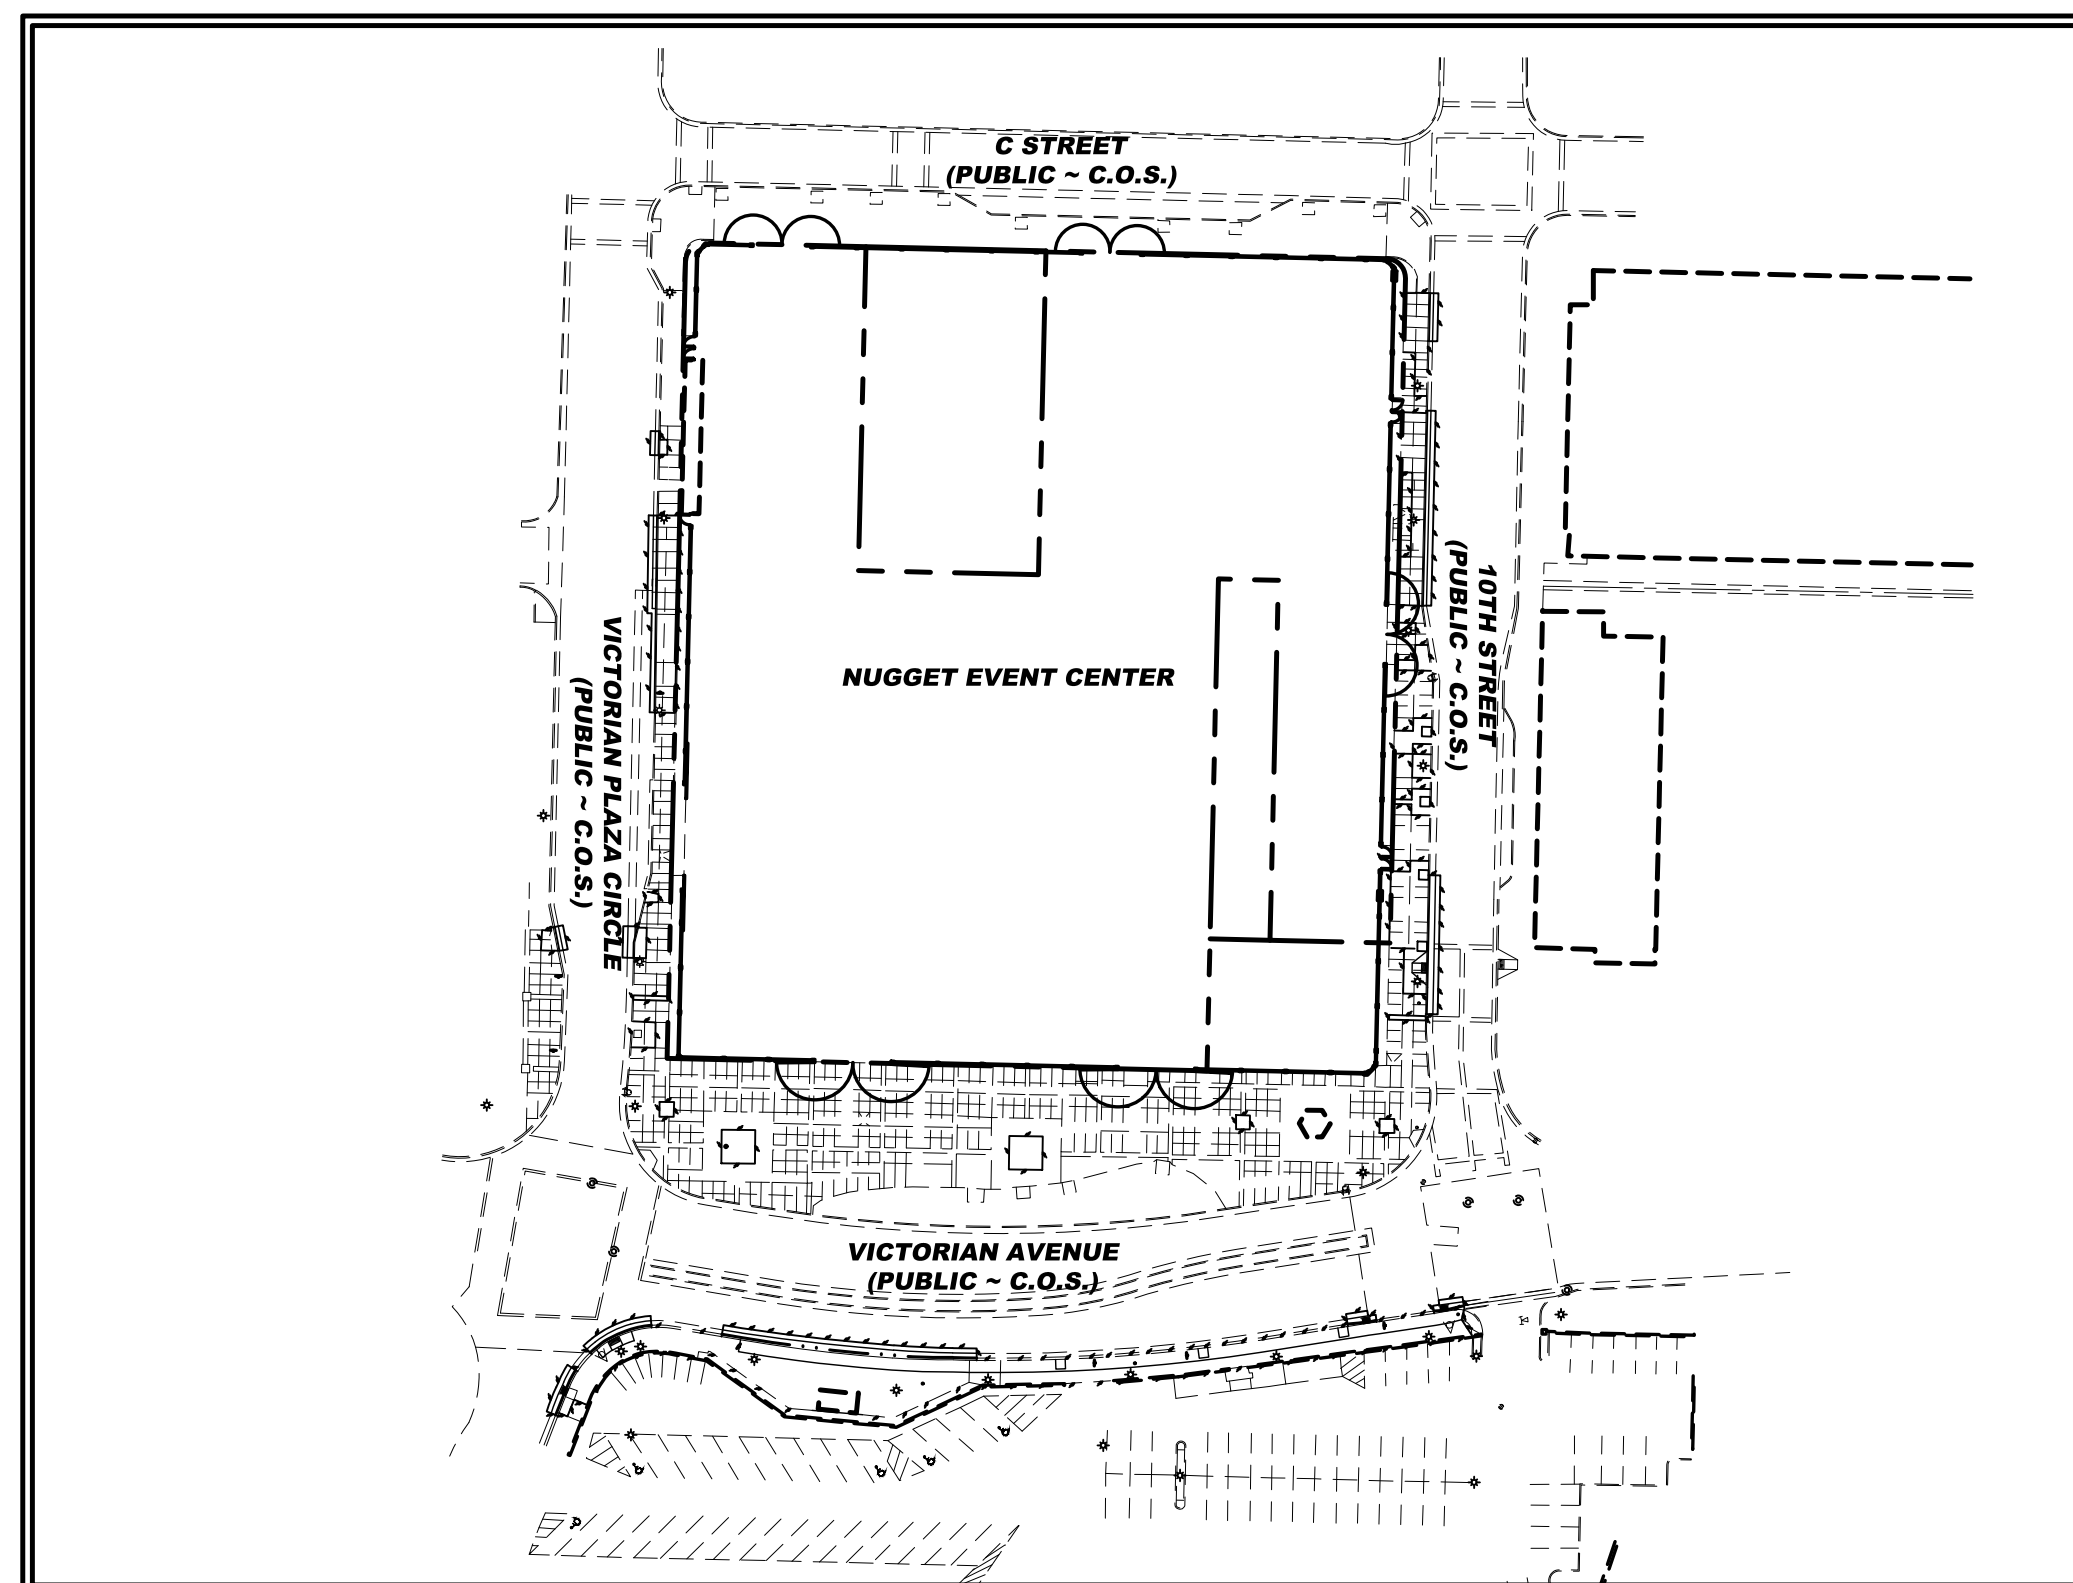 C STREET
(PUBLIC ~ C.O.S.)
10TH STREET
(PUBLIC ~ C.O.S.)
NUGGET EVENT CENTER
VICTORIAN PLAZA CIRCLE
(PUBLIC ~ C.O.S.)
VICTORIAN AVENUE
(PUBLIC ~ C.O.S.)